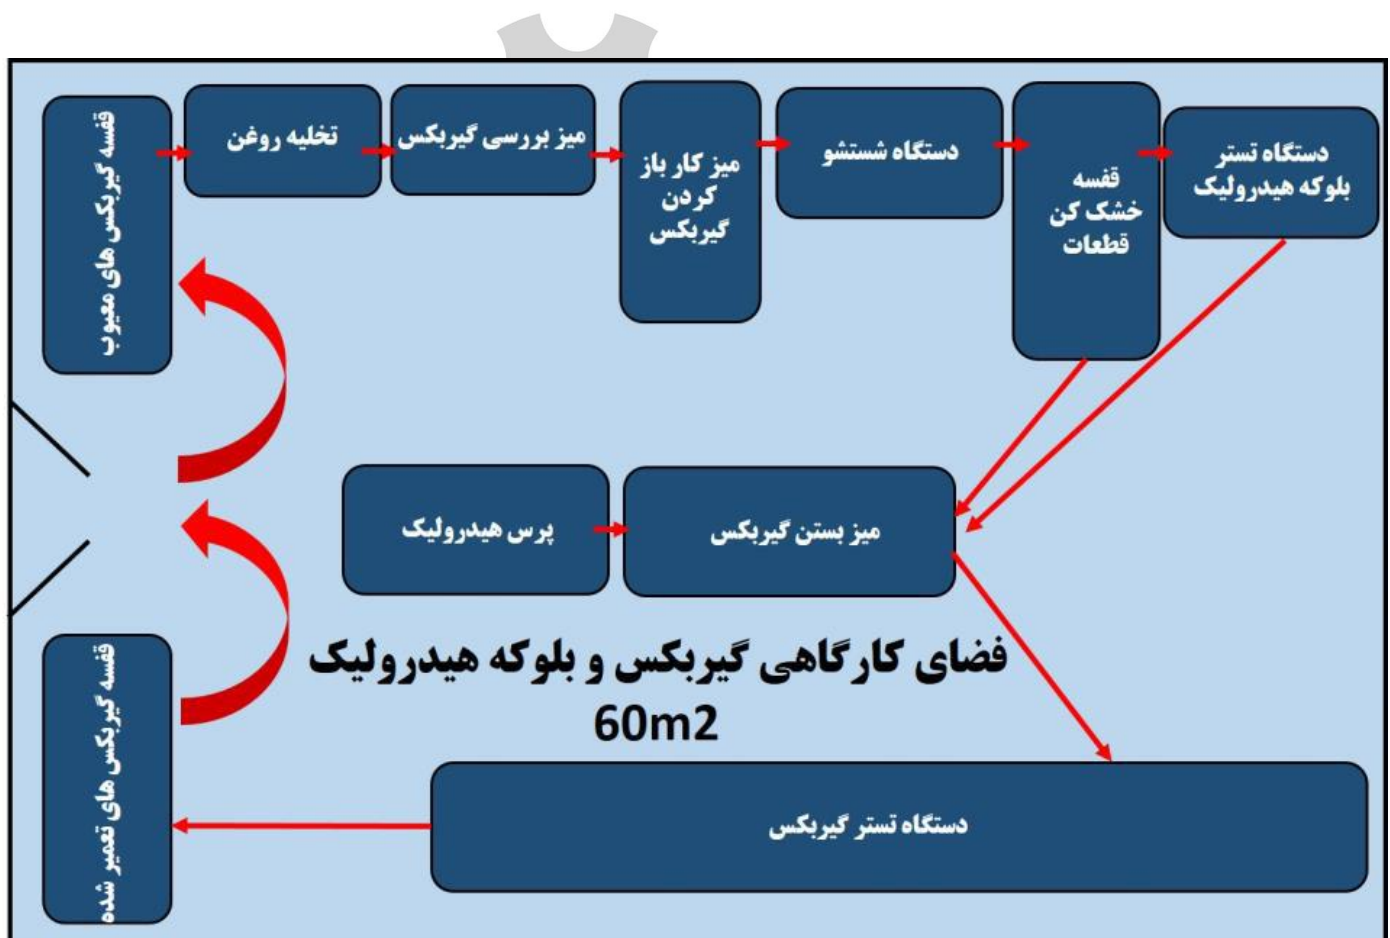 قفسه گیربکس های معیوب
تخلیه روغن
میز بررسی گیربکس
میز کار باز
کردن
گیربکس
دستگاه شستشو
قفسه
خشک کن
قطعات
دستگاه تستر
بلوکه هیدرولیک
پرس هیدرولیک
میز بستن گیربکس
فضای کارگاهی گیربکس و بلوکه هیدرولیک
60m2
قفسه گیربکس های تعمیر شده
دستگاه تستر گیربکس